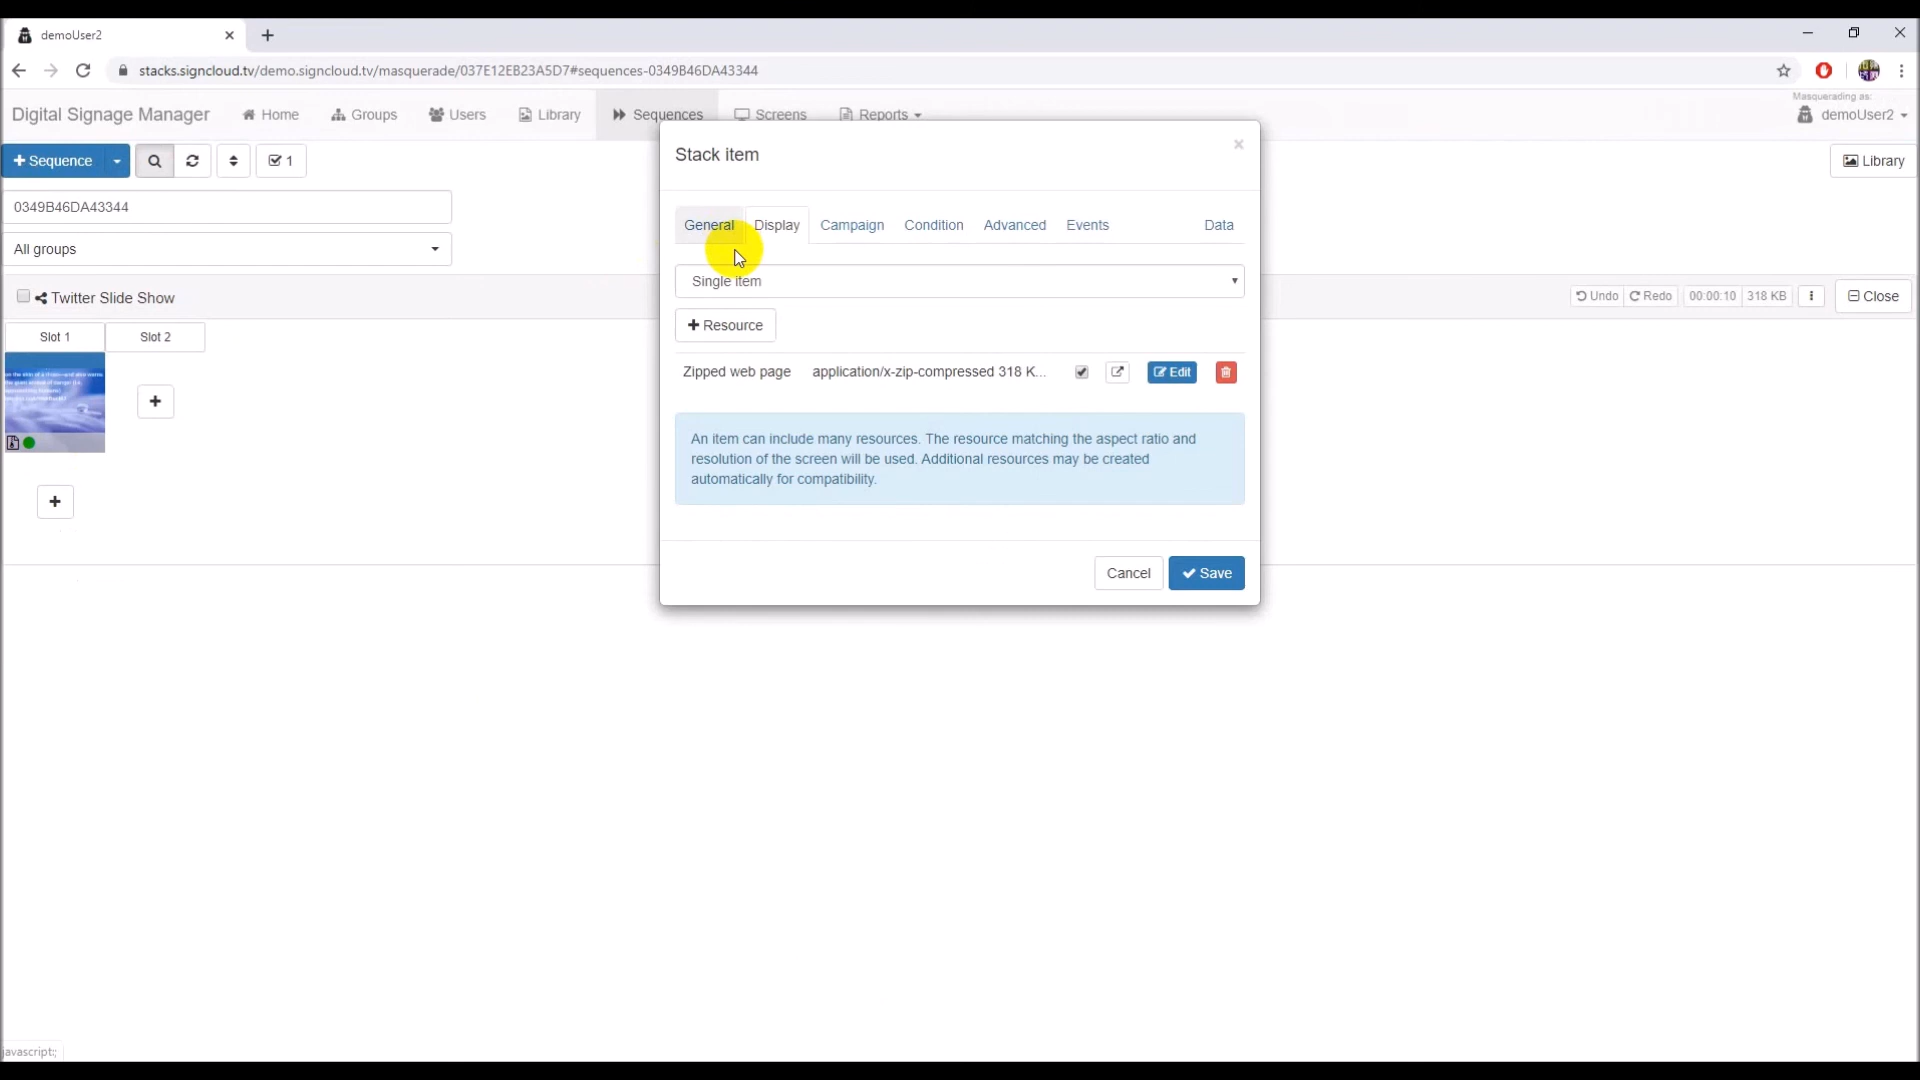 demoUser2
stacks.signcloud.tv/demo.signcloud.tv/masquerade/037E12EB23A5D7#sequences-0349B46DA43344
Digital Signage Manager Home Groups Users Library Sequences Screens Reports
Masquerading as:
demoUser2
Sequence 1 Library
0349B46DA43344
All groups
Twitter Slide Show Undo Redo 00:00:10 318 KB Close
Slot 1 Slot 2
Stack item
General Display Campaign Condition Advanced Events Data
Single item
Resource
Zipped web page application/x-zip-compressed 318 K... Edit
An item can include many resources. The resource matching the aspect ratio and
resolution of the screen will be used. Additional resources may be created
automatically for compatibility.
Cancel Save
javascript:;